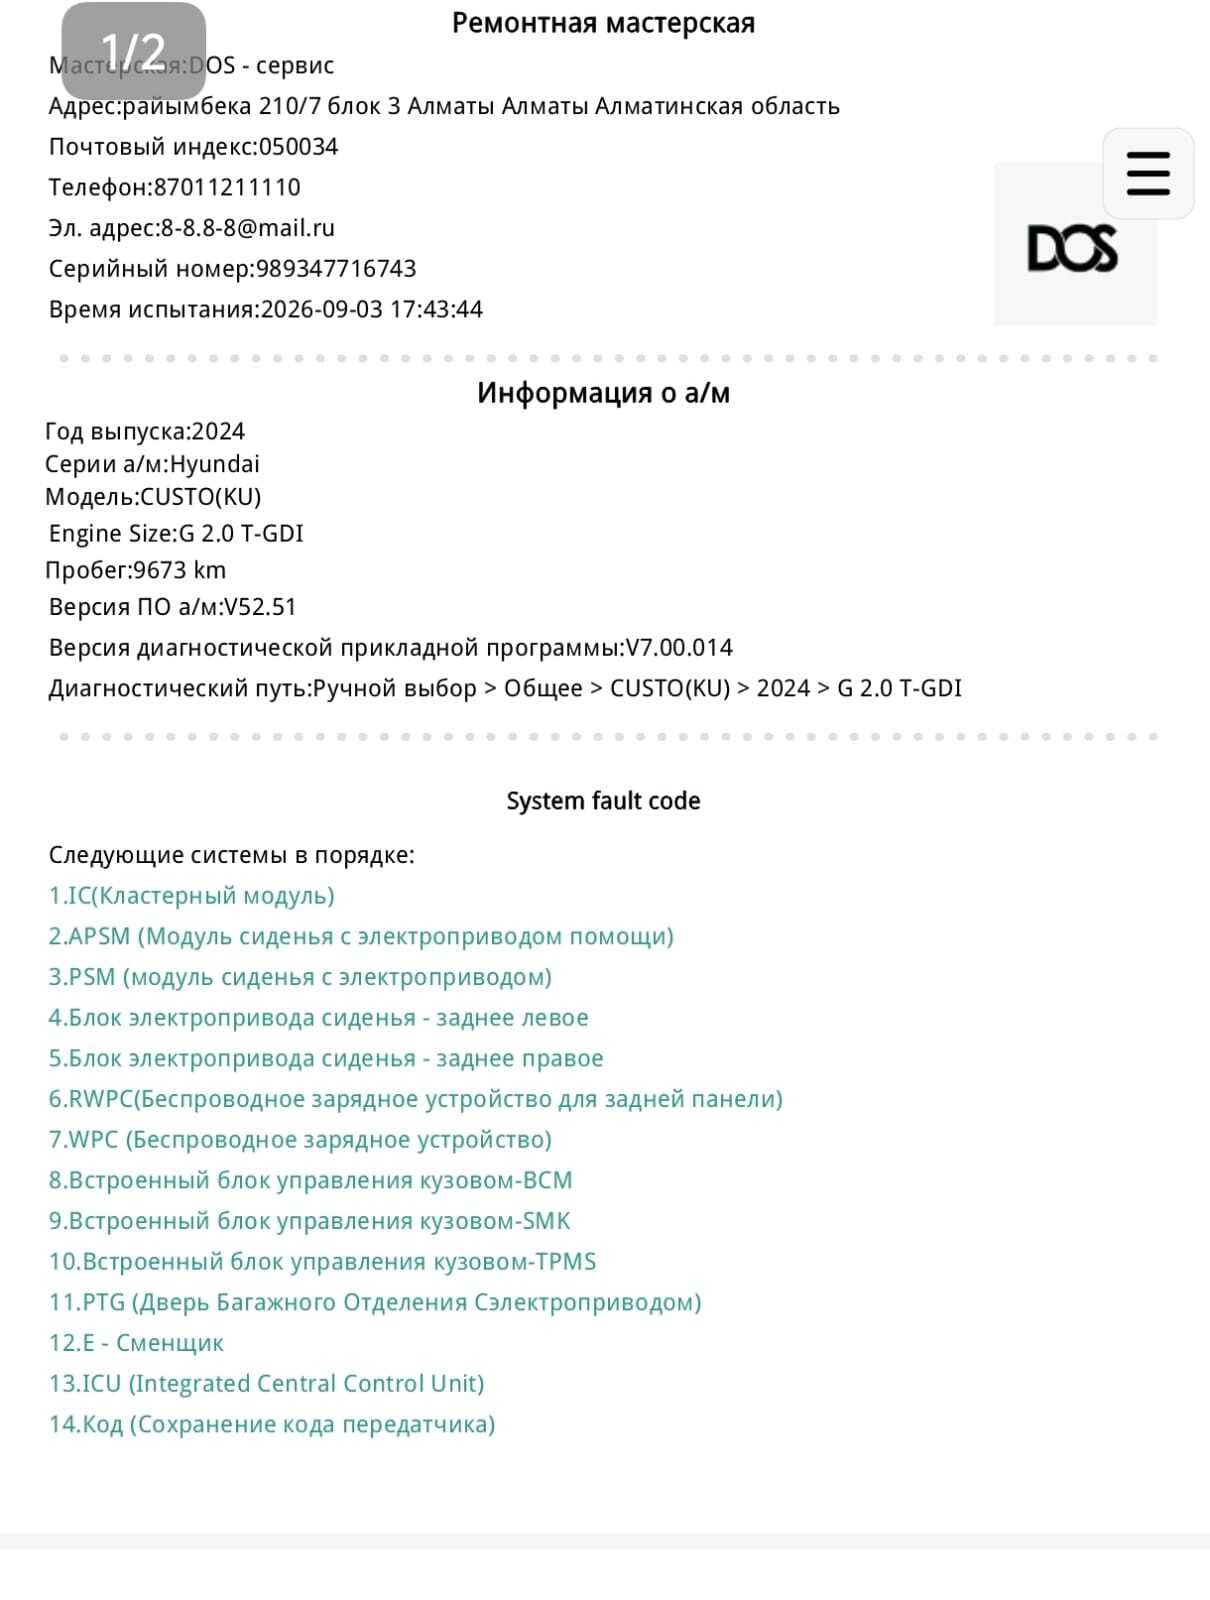 Ремонтная мастерская
1/2
Мастерская:DOS - сервис
Адрес:райымбека 210/7 блок 3 Алматы Алматы Алматинская область
Почтовый индекс:050034
Телефон:87011211110
Эл. адрес:8-8.8-8@mail.ru
Серийный номер:989347716743
Время испытания:2026-09-03 17:43:44
DOS
Информация о а/м
Год выпуска:2024
Серии а/м:Hyundai
Модель:CUSTO(KU)
Engine Size:G 2.0 T-GDI
Пробег:9673 km
Версия ПО а/м:V52.51
Версия диагностической прикладной программы:V7.00.014
Диагностический путь:Ручной выбор > Общее > CUSTO(KU) > 2024 > G 2.0 T-GDI
System fault code
Следующие системы в порядке:
1.IC(Кластерный модуль)
2.APSM (Модуль сиденья с электроприводом помощи)
3.PSM (модуль сиденья с электроприводом)
4.Блок электропривода сиденья - заднее левое
5.Блок электропривода сиденья - заднее правое
6.RWPC(Беспроводное зарядное устройство для задней панели)
7.WPC (Беспроводное зарядное устройство)
8.Встроенный блок управления кузовом-BCM
9.Встроенный блок управления кузовом-SMK
10.Встроенный блок управления кузовом-TPMS
11.PTG (Дверь Багажного Отделения Сэлектроприводом)
12.E - Сменщик
13.ICU (Integrated Central Control Unit)
14.Код (Сохранение кода передатчика)